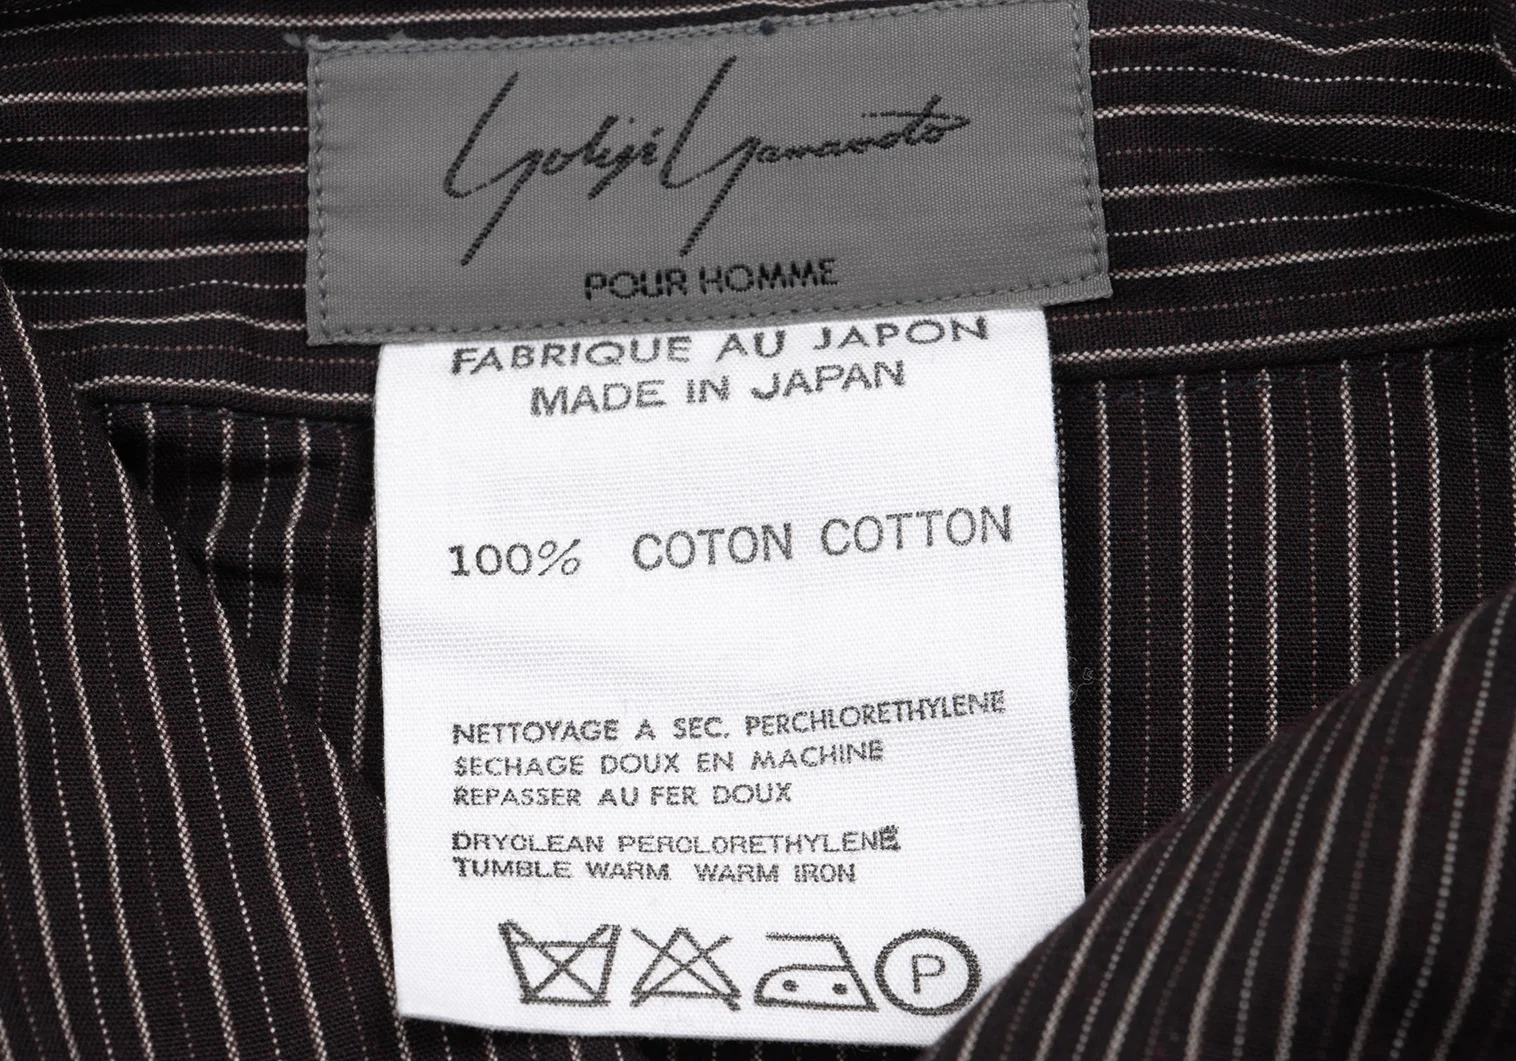 Yohji Yamamoto
POUR HOMME
FABRIQUE AU JAPON
MADE IN JAPAN
100% COTON COTTON
NETTOYAGE A SEC. PERCHLORETHYLENE
SECHAGE DOUX EN MACHINE
REPASSER AU FER DOUX
DRYCLEAN PERCLORETHYLENE
TUMBLE WARM WARM IRON
P